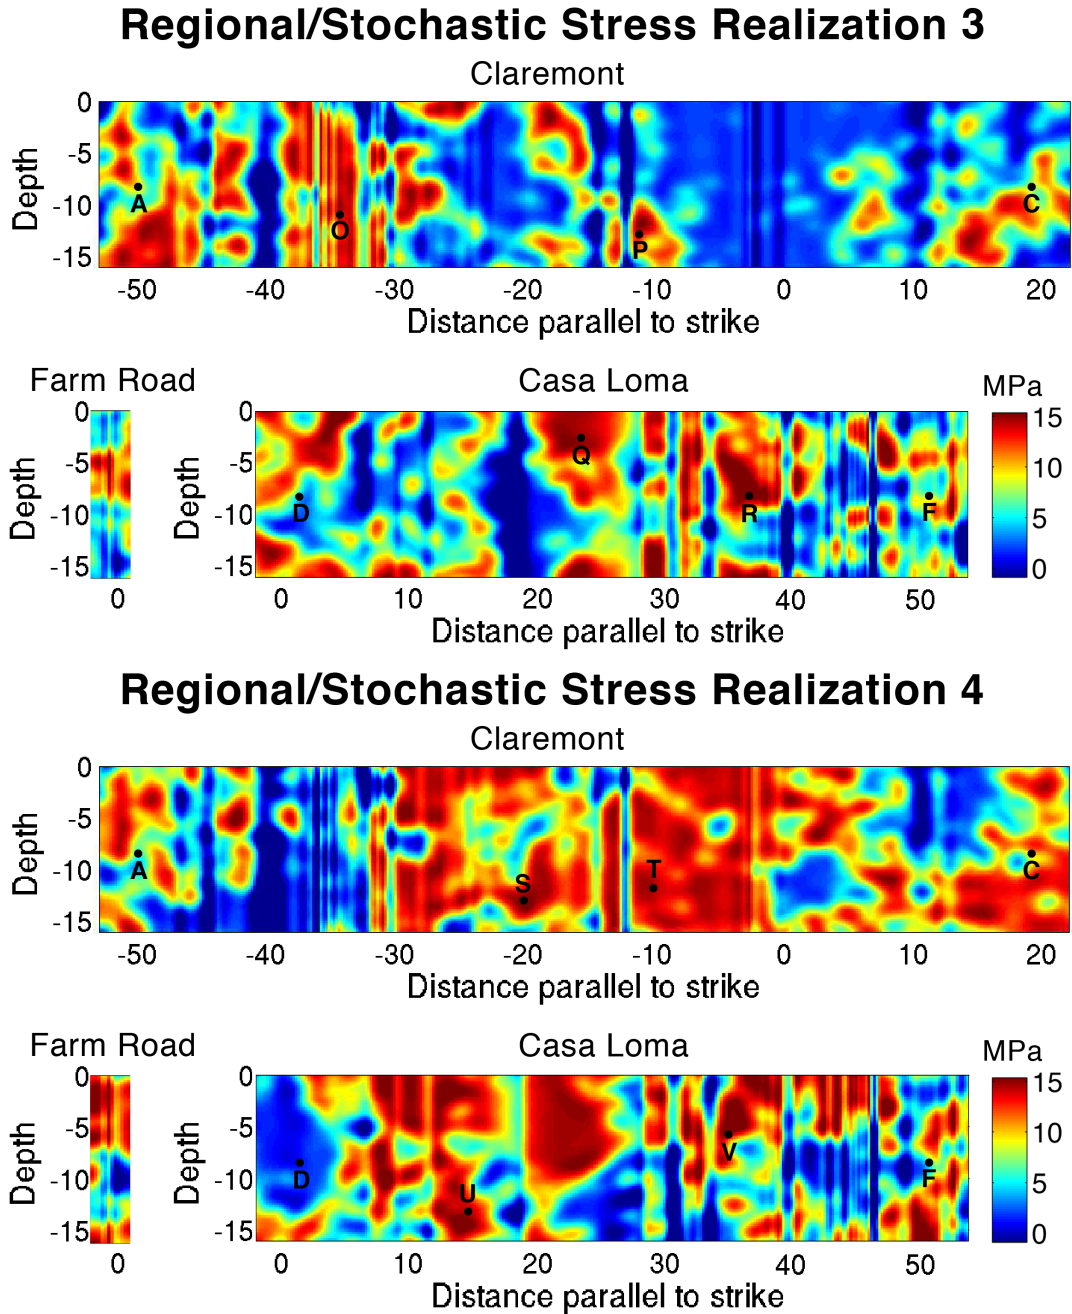 Regional/Stochastic Stress Realization 3
Claremont
Depth
0
-5
-10
-15
A
O
P
C
-50 -40 -30 -20 -10 0 10 20
Distance parallel to strike
Farm Road
Casa Loma
MPa
Depth
0
-5
-10
-15
0
Depth
0
-5
-10
-15
D
Q
R
F
0 10 20 30 40 50
Distance parallel to strike
15
10
5
0
Regional/Stochastic Stress Realization 4
Claremont
Depth
0
-5
-10
-15
A
S
T
C
-50 -40 -30 -20 -10 0 10 20
Distance parallel to strike
Farm Road
Casa Loma
MPa
Depth
0
-5
-10
-15
0
Depth
0
-5
-10
-15
D
U
V
F
0 10 20 30 40 50
Distance parallel to strike
15
10
5
0